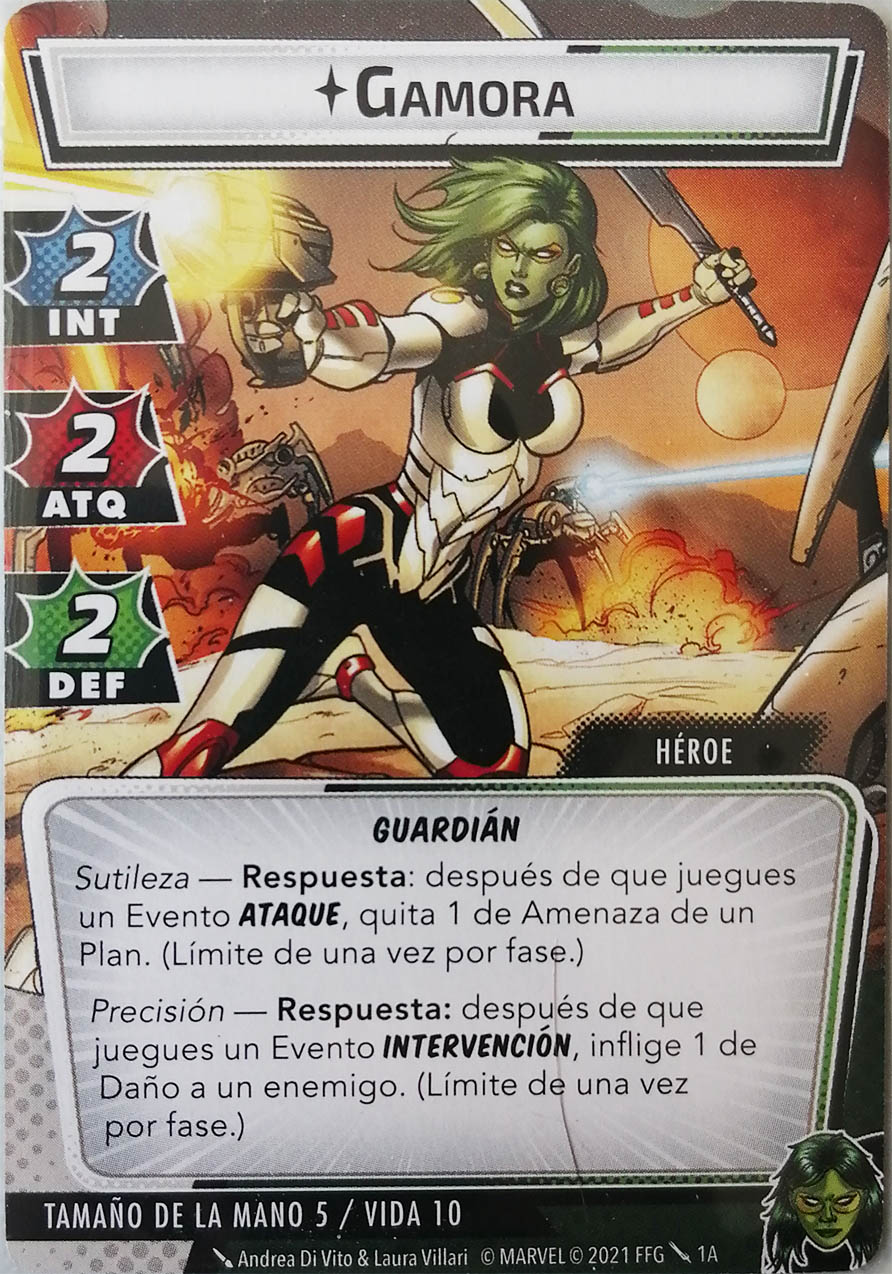 GAMORA
2
INT
2
ATQ
2
DEF
HÉROE
GUARDIÁN
Sutileza — Respuesta: después de que juegues
un Evento ATAQUE, quita 1 de Amenaza de un
Plan. (Límite de una vez por fase.)
Precisión — Respuesta: después de que
juegues un Evento INTERVENCIÓN, inflige 1 de
Daño a un enemigo. (Límite de una vez
por fase.)
TAMAÑO DE LA MANO 5 / VIDA 10
Andrea Di Vito & Laura Villari © MARVEL © 2021 FFG 1A